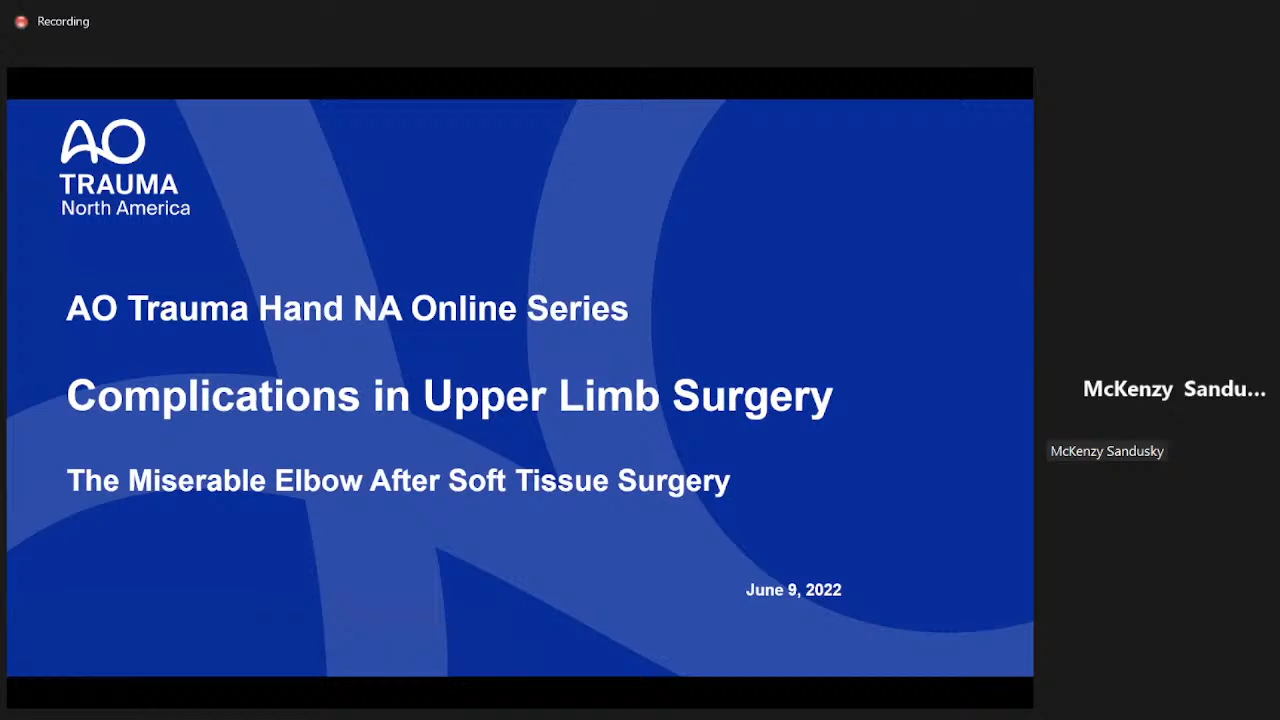 Recording
AO
TRAUMA
North America
AO Trauma Hand NA Online Series
Complications in Upper Limb Surgery
The Miserable Elbow After Soft Tissue Surgery
June 9, 2022
McKenzy Sandu...
McKenzy Sandusky